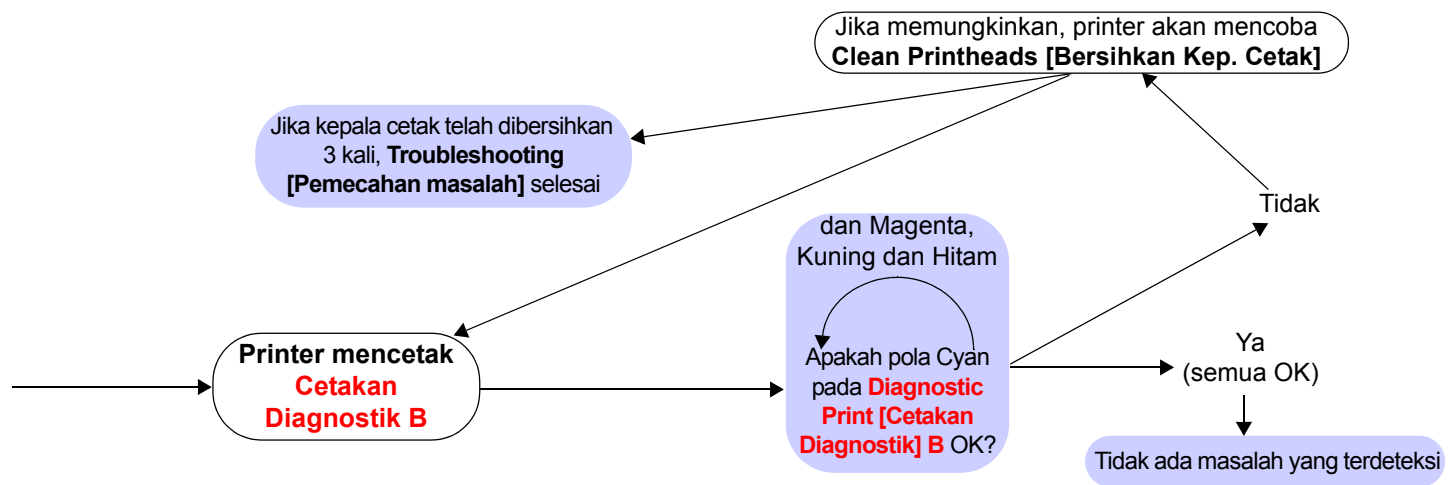 Jika memungkinkan, printer akan mencoba
Clean Printheads [Bersihkan Kep. Cetak]
Jika kepala cetak telah dibersihkan
3 kali, Troubleshooting
[Pemecahan masalah] selesai
Tidak
dan Magenta,
Kuning dan Hitam
Printer mencetak
Cetakan
Diagnostik B
Apakah pola Cyan
pada Diagnostic
Print [Cetakan
Diagnostik] B OK?
Ya
(semua OK)
Tidak ada masalah yang terdeteksi